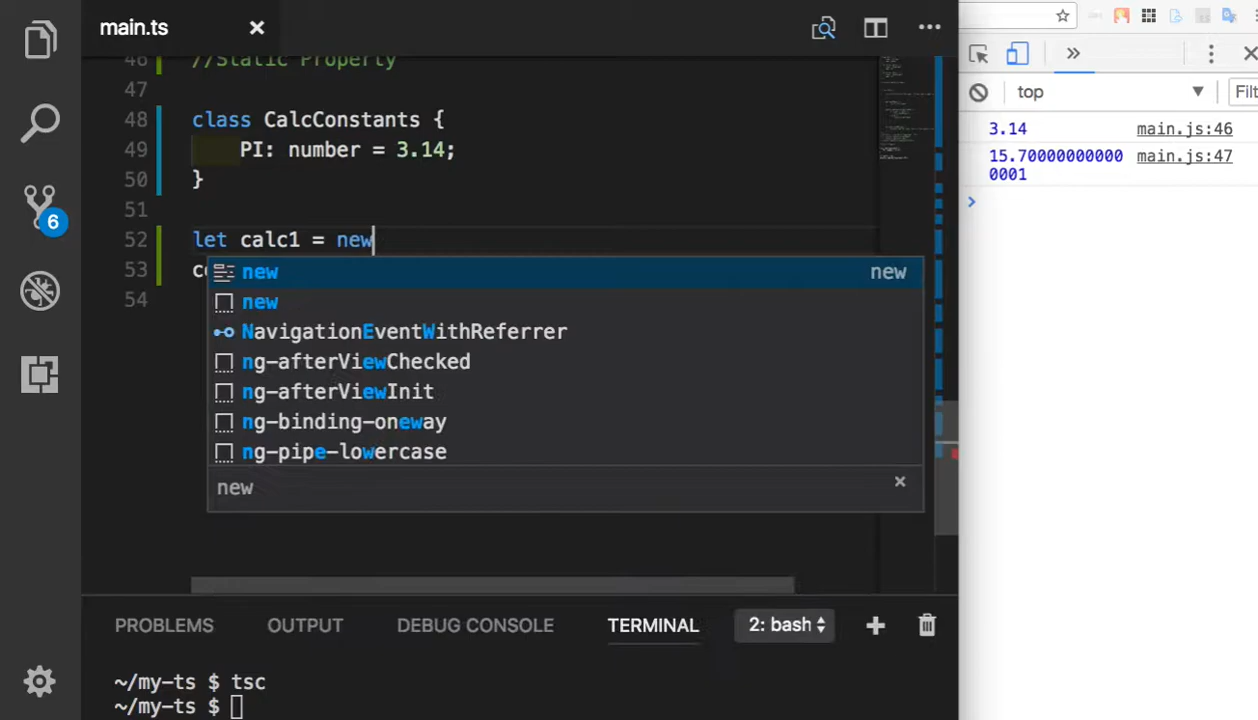 main.ts
46 //Static Property
47
48 class CalcConstants {
49 PI: number = 3.14;
50 }
51
52 let calc1 = new
53 c
54
new new
new
NavigationEventWithReferrer
ng-afterViewChecked
ng-afterViewInit
ng-binding-oneway
ng-pipe-lowercase
new
6
PROBLEMS OUTPUT DEBUG CONSOLE TERMINAL 2: bash
~/my-ts $ tsc
~/my-ts $
top Filt
3.14 main.js:46
15.70000000000 main.js:47
0001